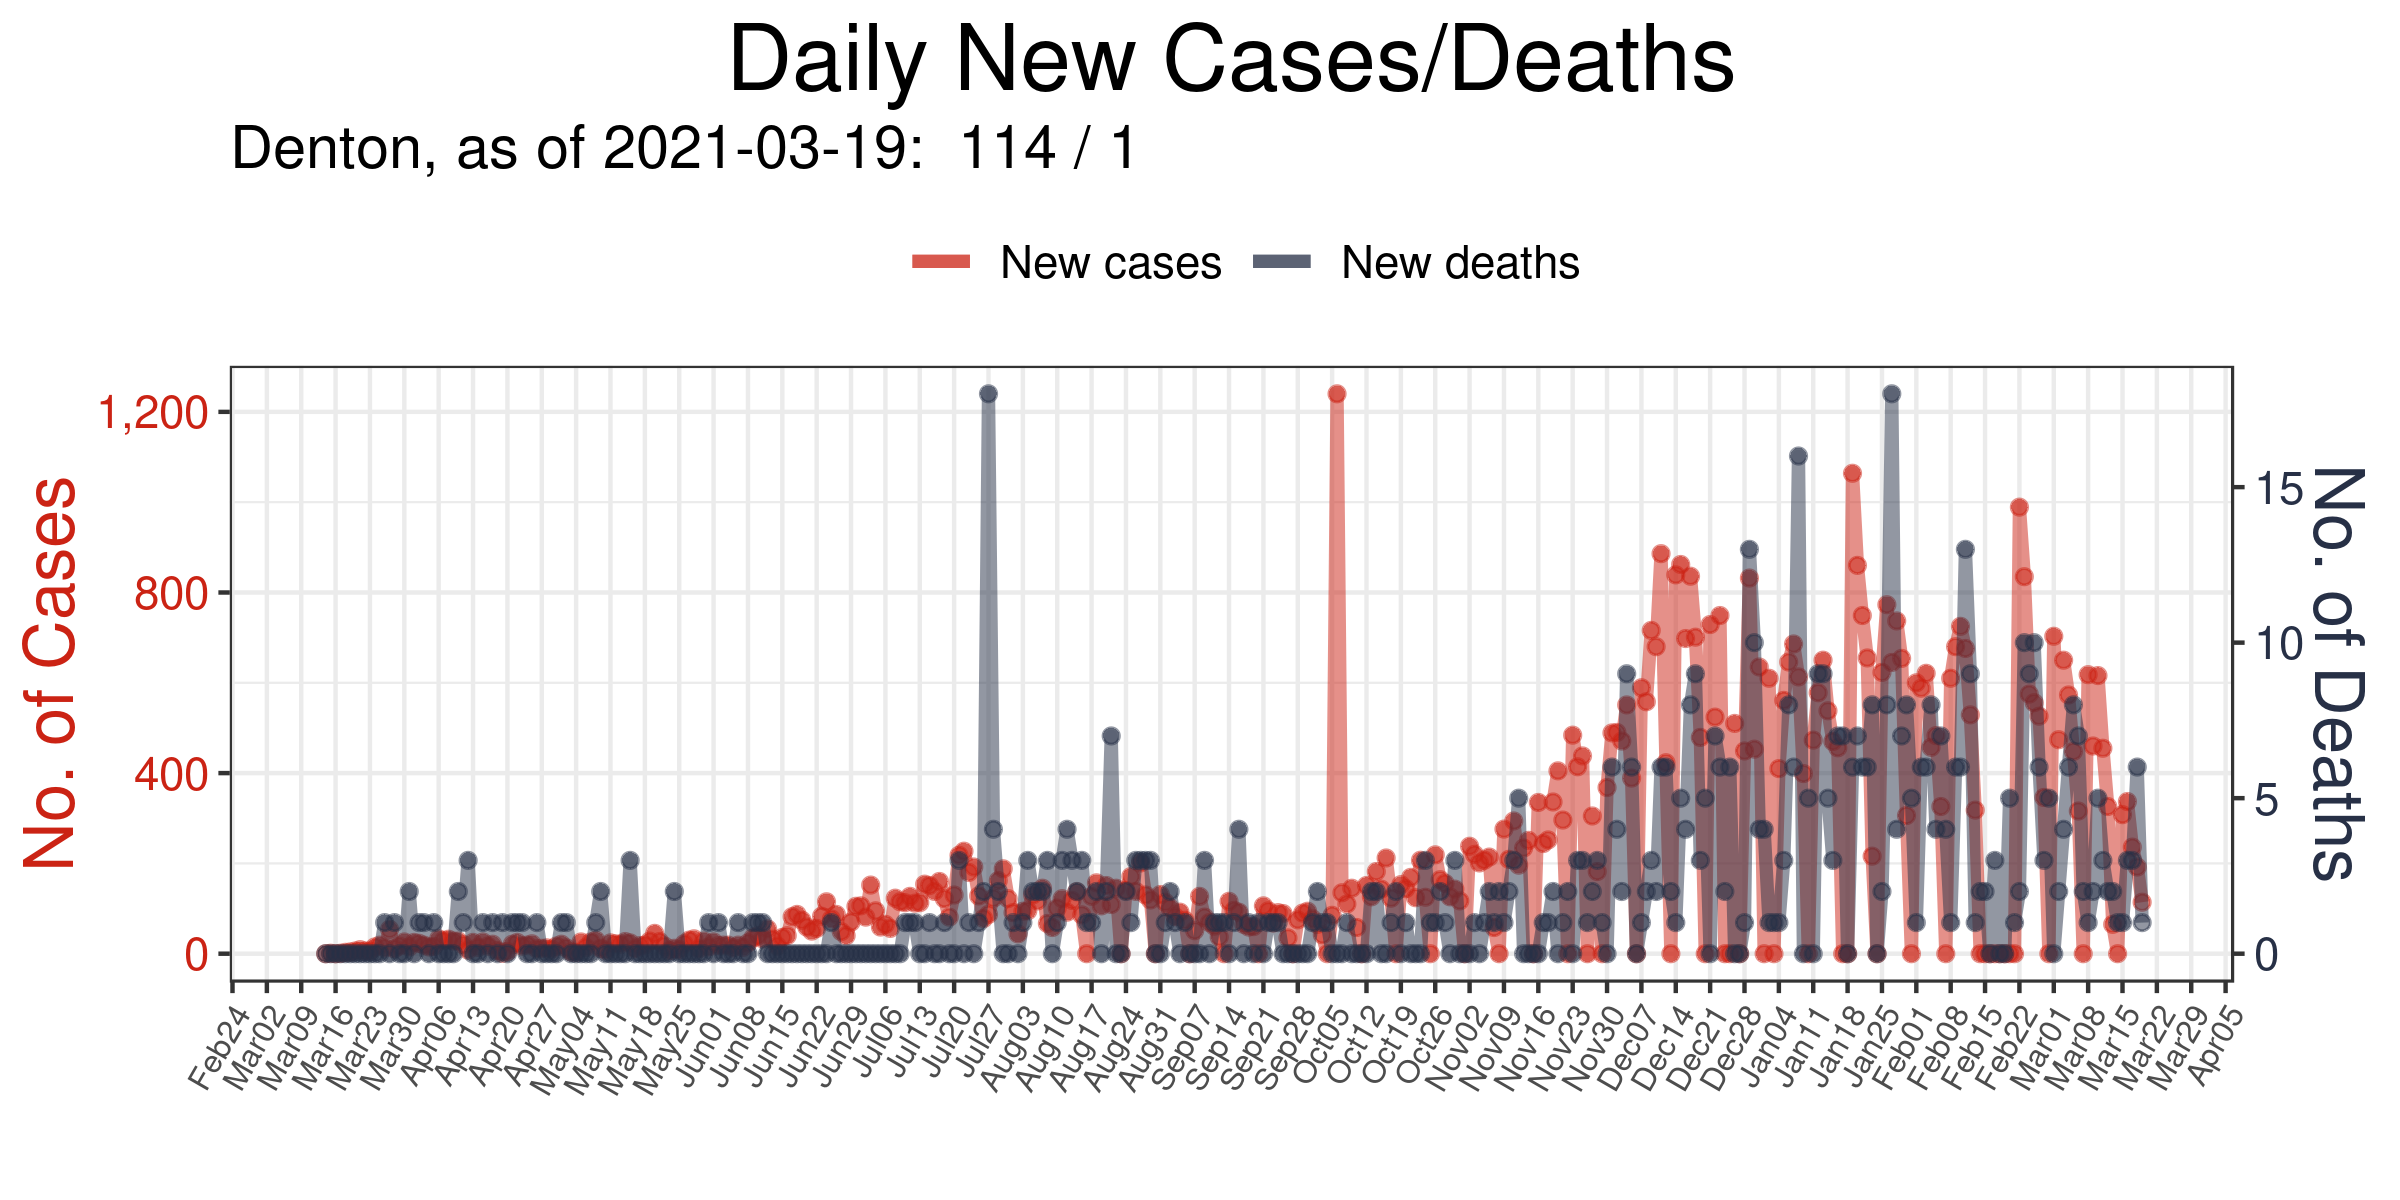 Daily New Cases/Deaths
Denton, as of 2021-03-19:  114 / 1
New cases
New deaths
No. of Cases
1,200
800
400
0
No. of Deaths
15
10
5
0
Feb24
Mar02
Mar09
Mar16
Mar23
Mar30
Apr06
Apr13
Apr20
Apr27
May04
May11
May18
May25
Jun01
Jun08
Jun15
Jun22
Jun29
Jul06
Jul13
Jul20
Jul27
Aug03
Aug10
Aug17
Aug24
Aug31
Sep07
Sep14
Sep21
Sep28
Oct05
Oct12
Oct19
Oct26
Nov02
Nov09
Nov16
Nov23
Nov30
Dec07
Dec14
Dec21
Dec28
Dec04
Jan11
Jan18
Jan25
Feb01
Feb08
Feb15
Feb22
Mar01
Mar08
Mar15
Mar22
Mar29
Apr05